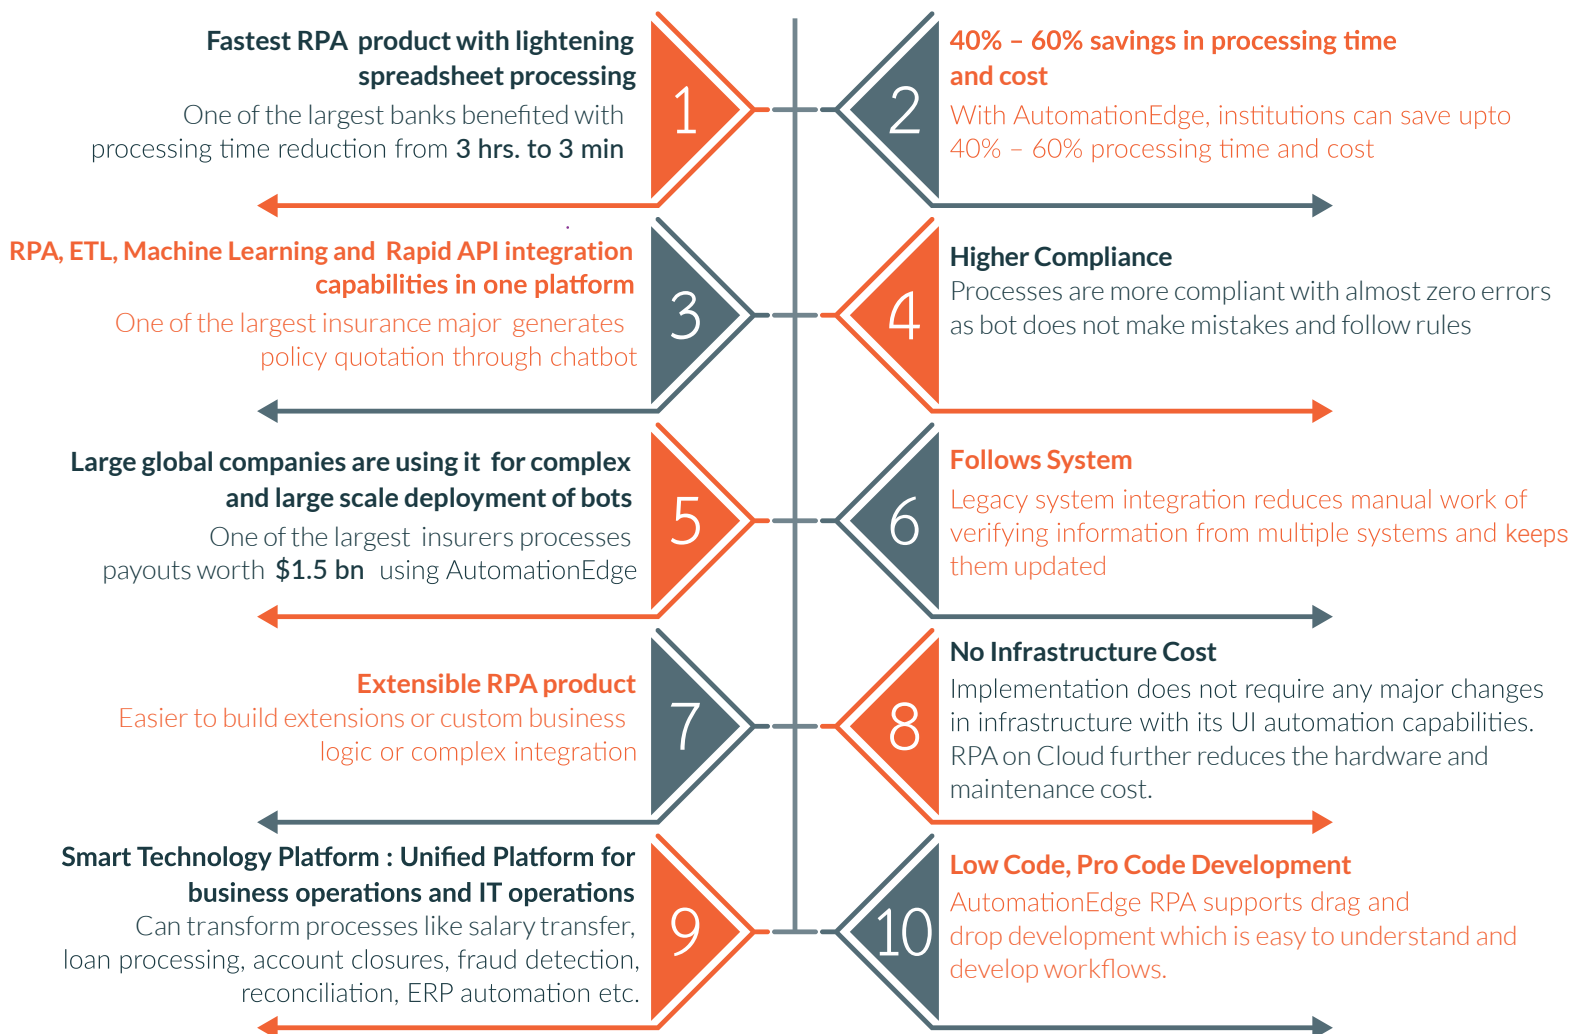 Fastest RPA product with lightening
spreadsheet processing
One of the largest banks benefited with
processing time reduction from 3 hrs. to 3 min
1
2
40% – 60% savings in processing time
and cost
With AutomationEdge, institutions can save upto
40% – 60% processing time and cost
RPA, ETL, Machine Learning and Rapid API integration
capabilities in one platform
One of the largest insurance major generates
policy quotation through chatbot
3
4
Higher Compliance
Processes are more compliant with almost zero errors
as bot does not make mistakes and follow rules
Large global companies are using it for complex
and large scale deployment of bots
One of the largest insurers processes
payouts worth $1.5 bn using AutomationEdge
5
6
Follows System
Legacy system integration reduces manual work of
verifying information from multiple systems and keeps
them updated
Extensible RPA product
Easier to build extensions or custom business
logic or complex integration
7
8
No Infrastructure Cost
Implementation does not require any major changes
in infrastructure with its UI automation capabilities.
RPA on Cloud further reduces the hardware and
maintenance cost.
Smart Technology Platform : Unified Platform for
business operations and IT operations
Can transform processes like salary transfer,
loan processing, account closures, fraud detection,
reconciliation, ERP automation etc.
9
10
Low Code, Pro Code Development
AutomationEdge RPA supports drag and
drop development which is easy to understand and
develop workflows.